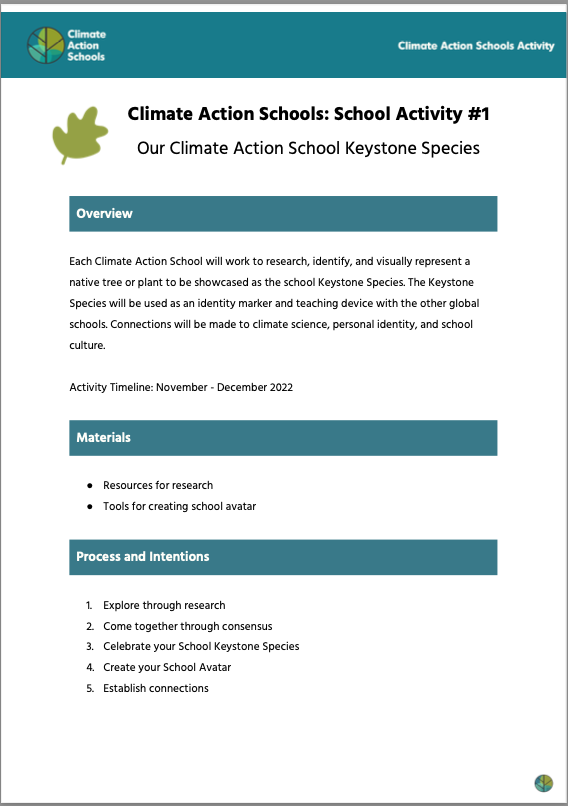 Climate
Action
Schools
Climate Action Schools Activity
Climate Action Schools: School Activity #1
Our Climate Action School Keystone Species
Overview
Each Climate Action School will work to research, identify, and visually represent a
native tree or plant to be showcased as the school Keystone Species. The Keystone
Species will be used as an identity marker and teaching device with the other global
schools. Connections will be made to climate science, personal identity, and school
culture.
Activity Timeline: November - December 2022
Materials
● Resources for research
● Tools for creating school avatar
Process and Intentions
1. Explore through research
2. Come together through consensus
3. Celebrate your School Keystone Species
4. Create your School Avatar
5. Establish connections